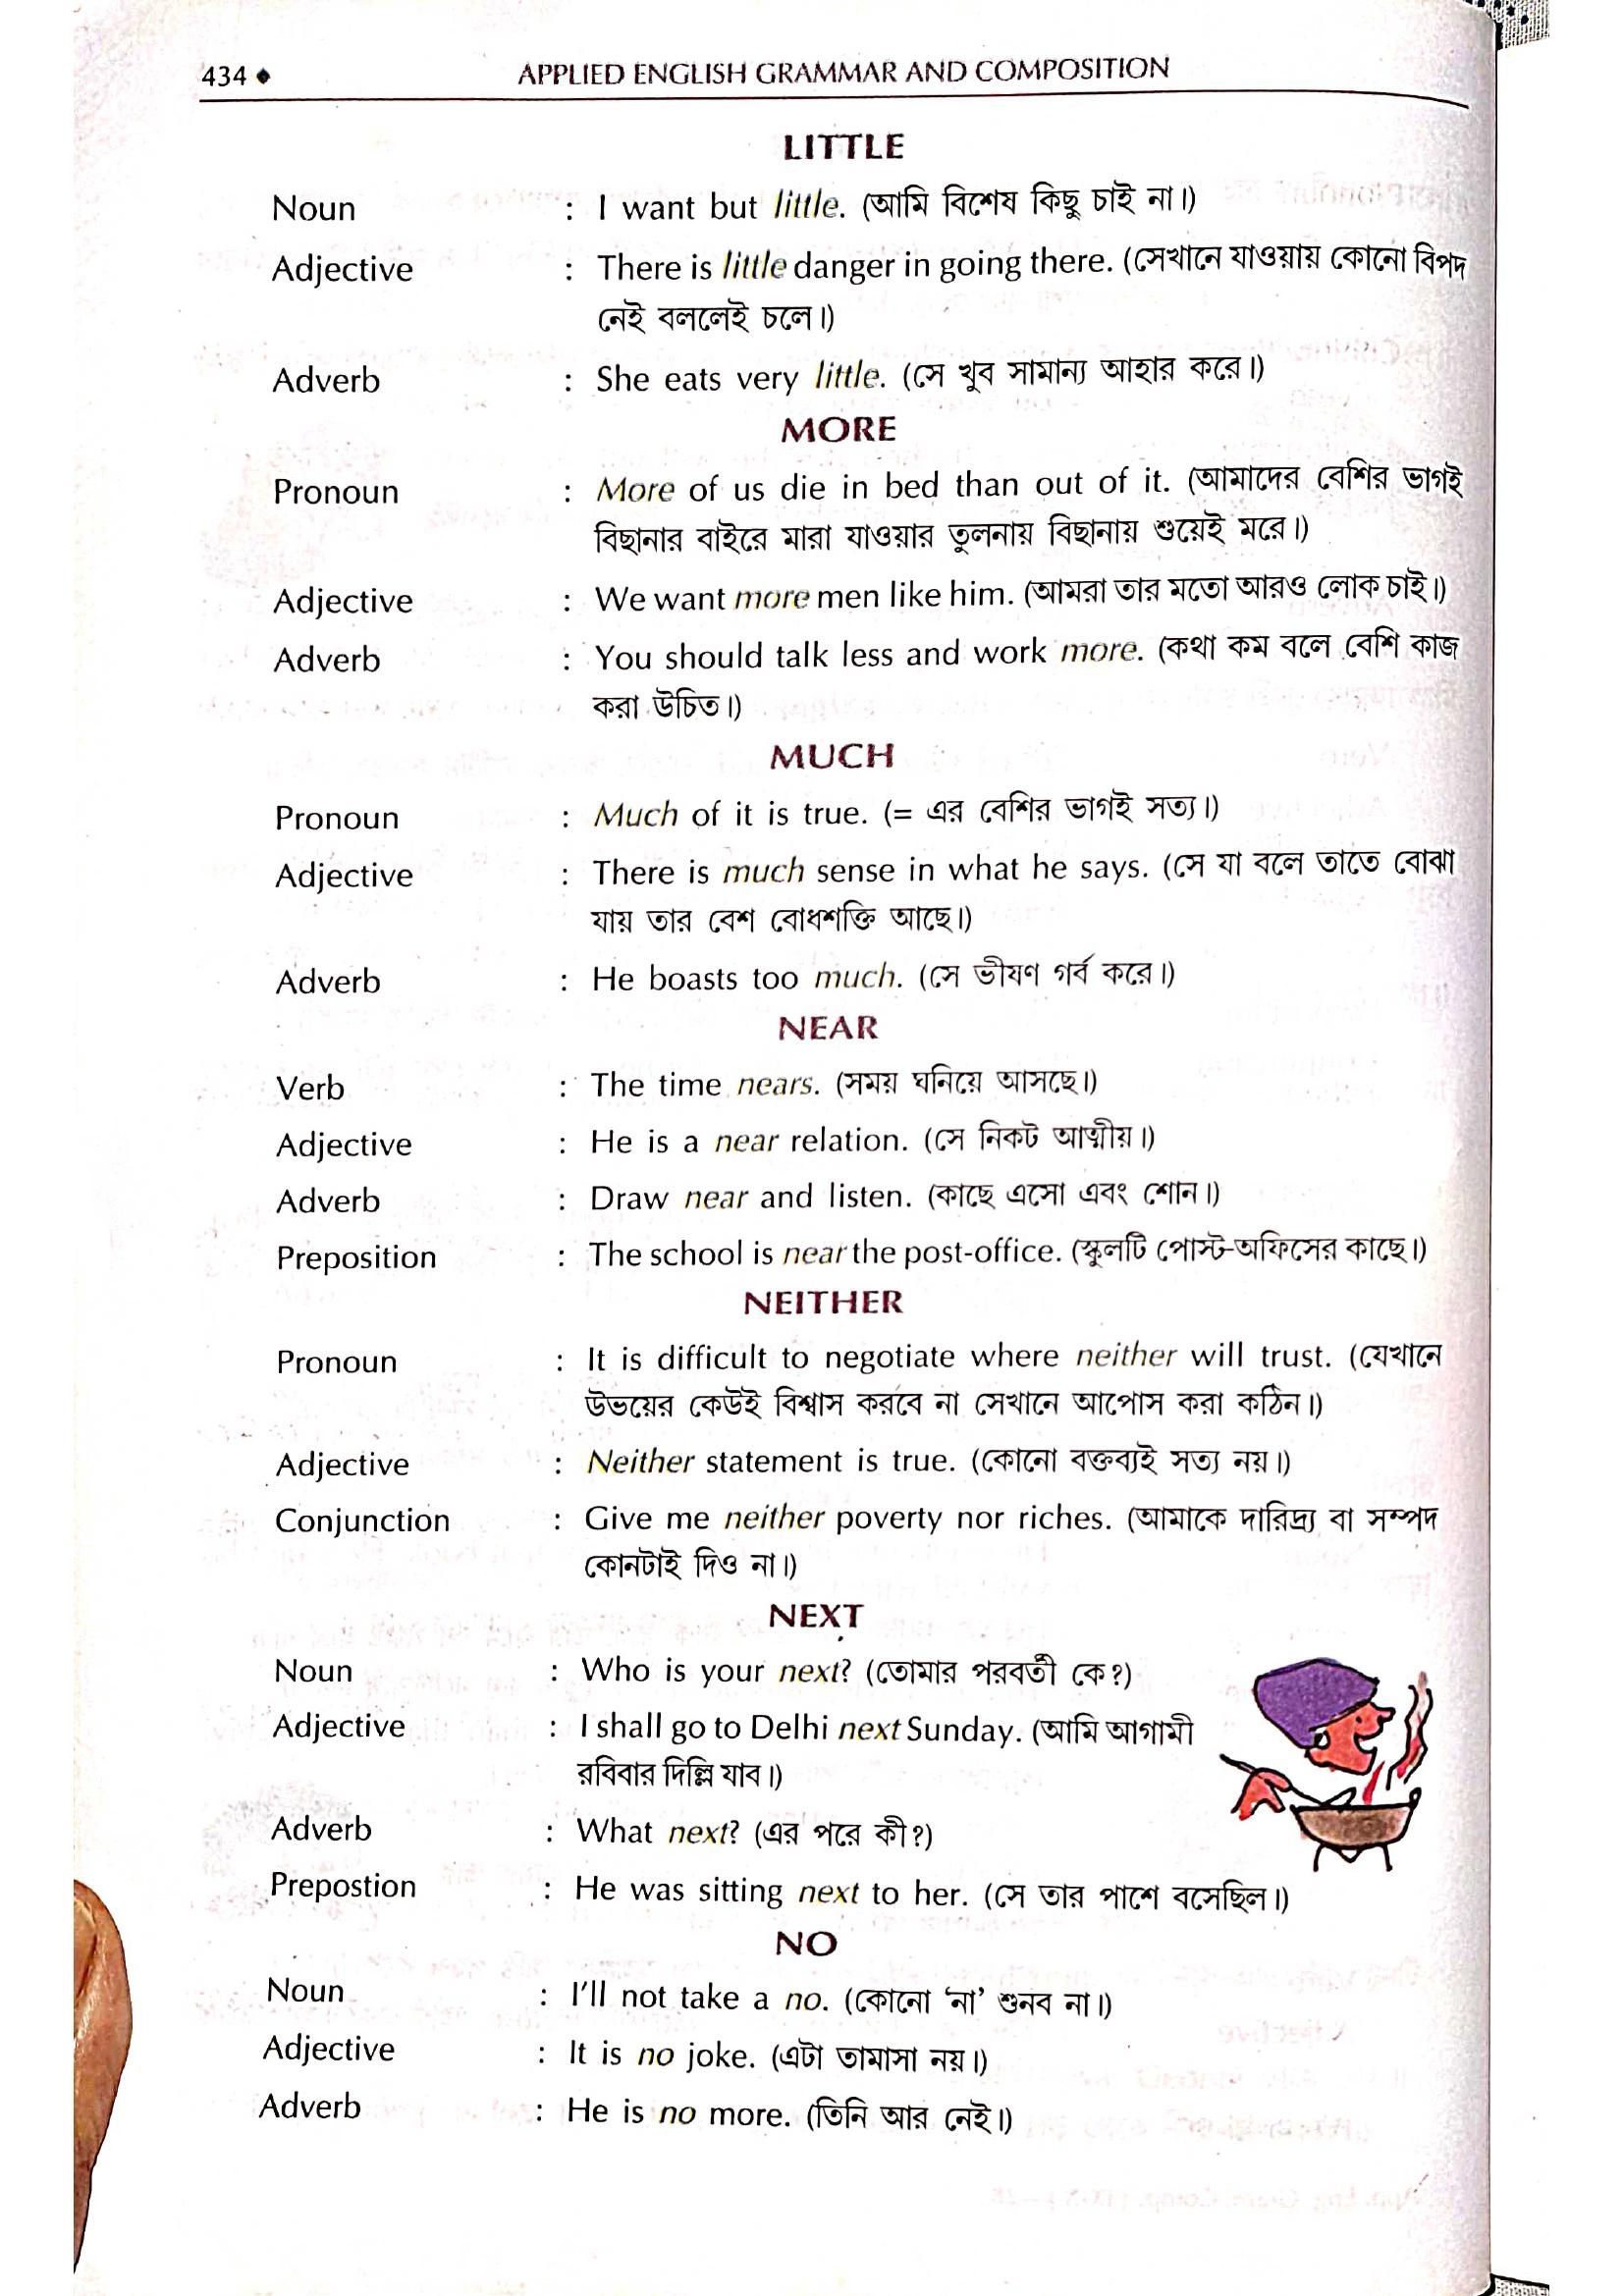 434 ◆ APPLIED ENGLISH GRAMMAR AND COMPOSITION
LITTLE
Noun : I want but little. (আমি বিশেষ কিছু চাই না।)
Adjective : There is little danger in going there. (সেখানে যাওয়ায় কোনো বিপদ
নেই বললেই চলে।)
Adverb : She eats very little. (সে খুব সামান্য আহার করে।)
MORE
Pronoun : More of us die in bed than out of it. (আমাদের বেশির ভাগই
বিছানার বাইরে মারা যাওয়ার তুলনায় বিছানায় শুয়েই মরে।)
Adjective : We want more men like him. (আমরা তার মতো আরও লোক চাই।)
Adverb : You should talk less and work more. (কথা কম বলে বেশি কাজ
করা উচিত।)
MUCH
Pronoun : Much of it is true. (= এর বেশির ভাগই সত্য।)
Adjective : There is much sense in what he says. (সে যা বলে তাতে বোঝা
যায় তার বেশ বোধশক্তি আছে।)
Adverb : He boasts too much. (সে ভীষণ গর্ব করে।)
NEAR
Verb : The time nears. (সময় ঘনিয়ে আসছে।)
Adjective : He is a near relation. (সে নিকট আত্মীয়।)
Adverb : Draw near and listen. (কাছে এসো এবং শোন।)
Preposition : The school is near the post-office. (স্কুলটি পোস্ট-অফিসের কাছে।)
NEITHER
Pronoun : It is difficult to negotiate where neither will trust. (যেখানে
উভয়ের কেউই বিশ্বাস করবে না সেখানে আপোস করা কঠিন।)
Adjective : Neither statement is true. (কোনো বক্তব্যই সত্য নয়।)
Conjunction : Give me neither poverty nor riches. (আমাকে দারিদ্র্য বা সম্পদ
কোনটাই দিও না।)
NEXT
Noun : Who is your next? (তোমার পরবর্তী কে?)
Adjective : I shall go to Delhi next Sunday. (আমি আগামী
রবিবার দিল্লি যাব।)
Adverb : What next? (এর পরে কী?)
Prepostion : He was sitting next to her. (সে তার পাশে বসেছিল।)
NO
Noun : I'll not take a no. (কোনো ‘না’ শুনব না।)
Adjective : It is no joke. (এটা তামাসা নয়।)
Adverb : He is no more. (তিনি আর নেই।)